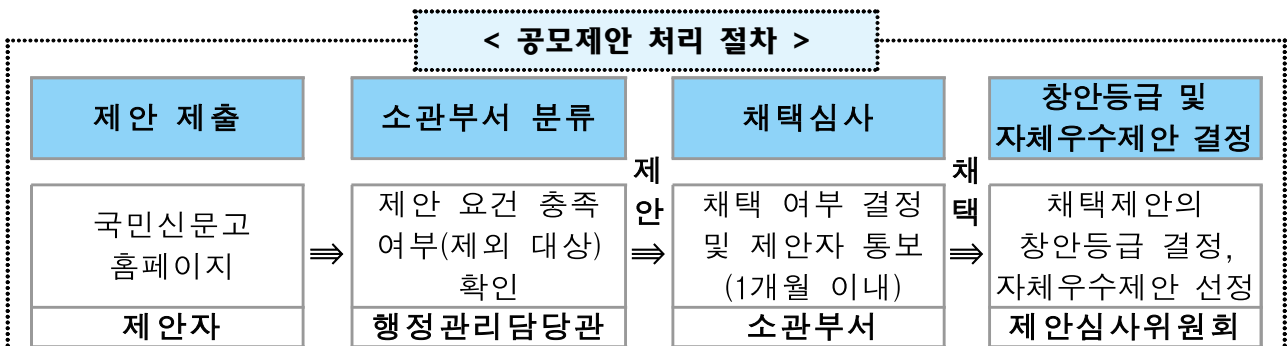 < 공모제안 처리 절차 >
제안 제출
소관부서 분류
채택심사
창안등급 및
자체우수제안 결정
국민신문고
홈페이지
제안자
⇛
제안 요건 충족
여부(제외 대상)
확인
행정관리담당관
제
안
⇛
채택 여부 결정
및 제안자 통보
(1개월 이내)
소관부서
채
택
⇛
채택제안의
창안등급 결정,
자체우수제안 선정
제안심사위원회